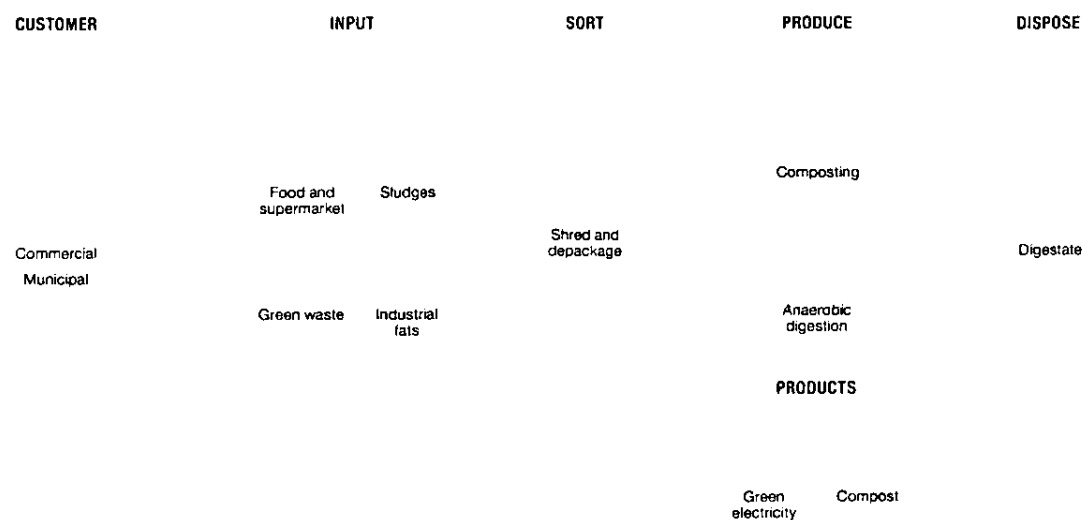 CUSTOMER INPUT SORT PRODUCE DISPOSE
Composting
Food and
supermarket
Sludges
Shred and
depackage
Commercial
Municipal
Digestate
Green waste
Industrial
fats
Anaerobic
digestion
PRODUCTS
Green
electricity
Compost